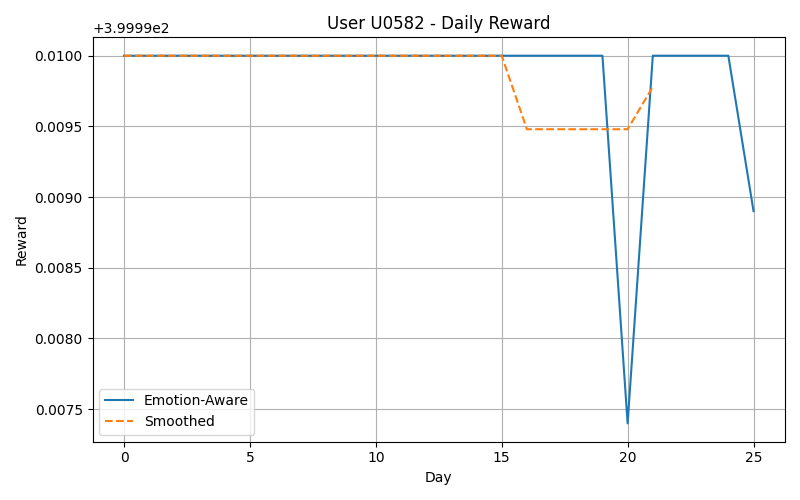 User U0582 - Daily Reward
+3.9999e2
0.0100
0.0095
0.0090
0.0085
0.0080
0.0075
Reward
Emotion-Aware
Smoothed
0 5 10 15 20 25
Day